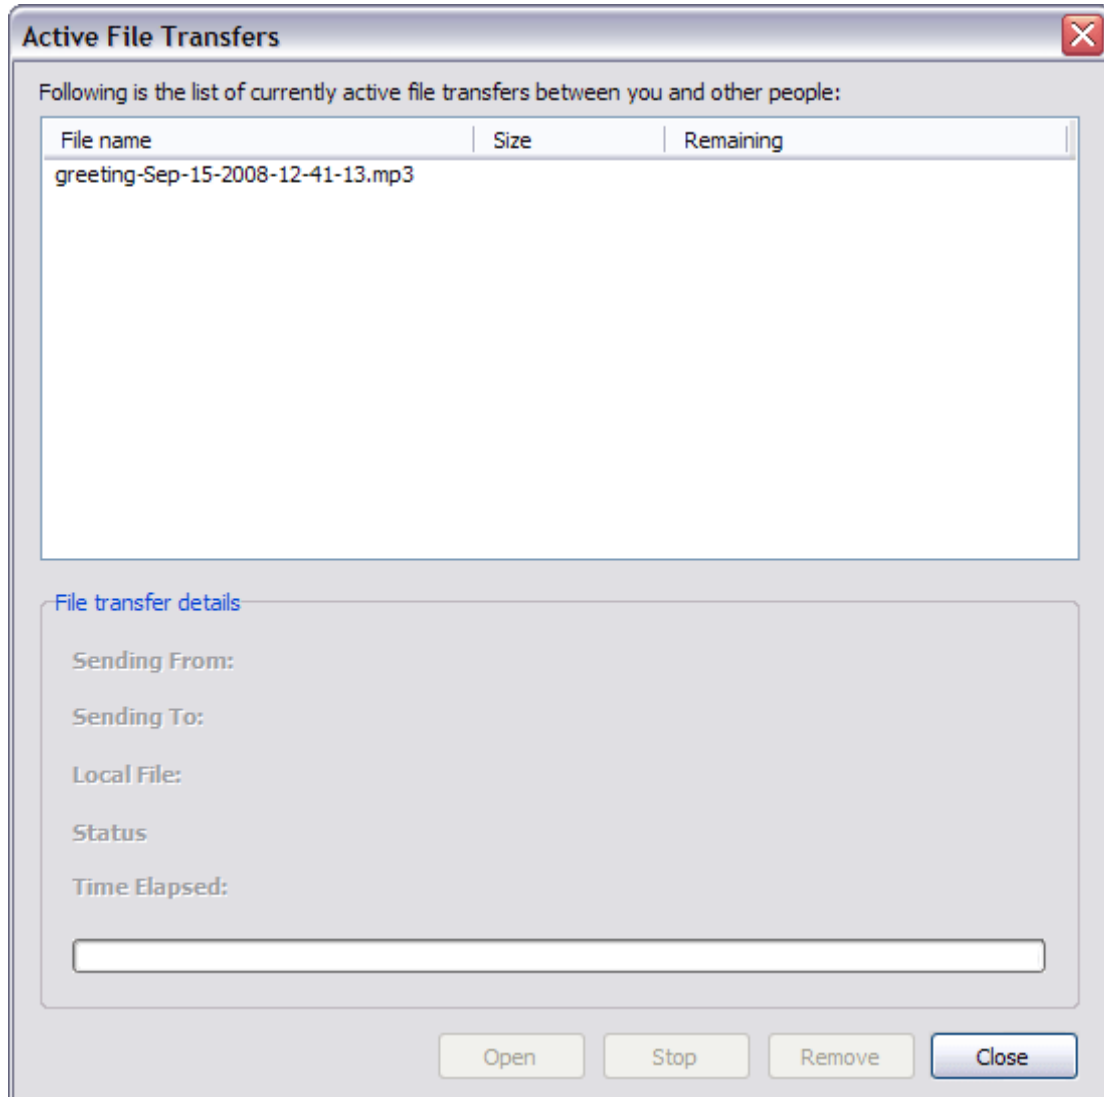 Active File Transfers
Following is the list of currently active file transfers between you and other people:
File name Size Remaining
greeting-Sep-15-2008-12-41-13.mp3
File transfer details
Sending From:
Sending To:
Local File:
Status
Time Elapsed:
Open Stop Remove Close